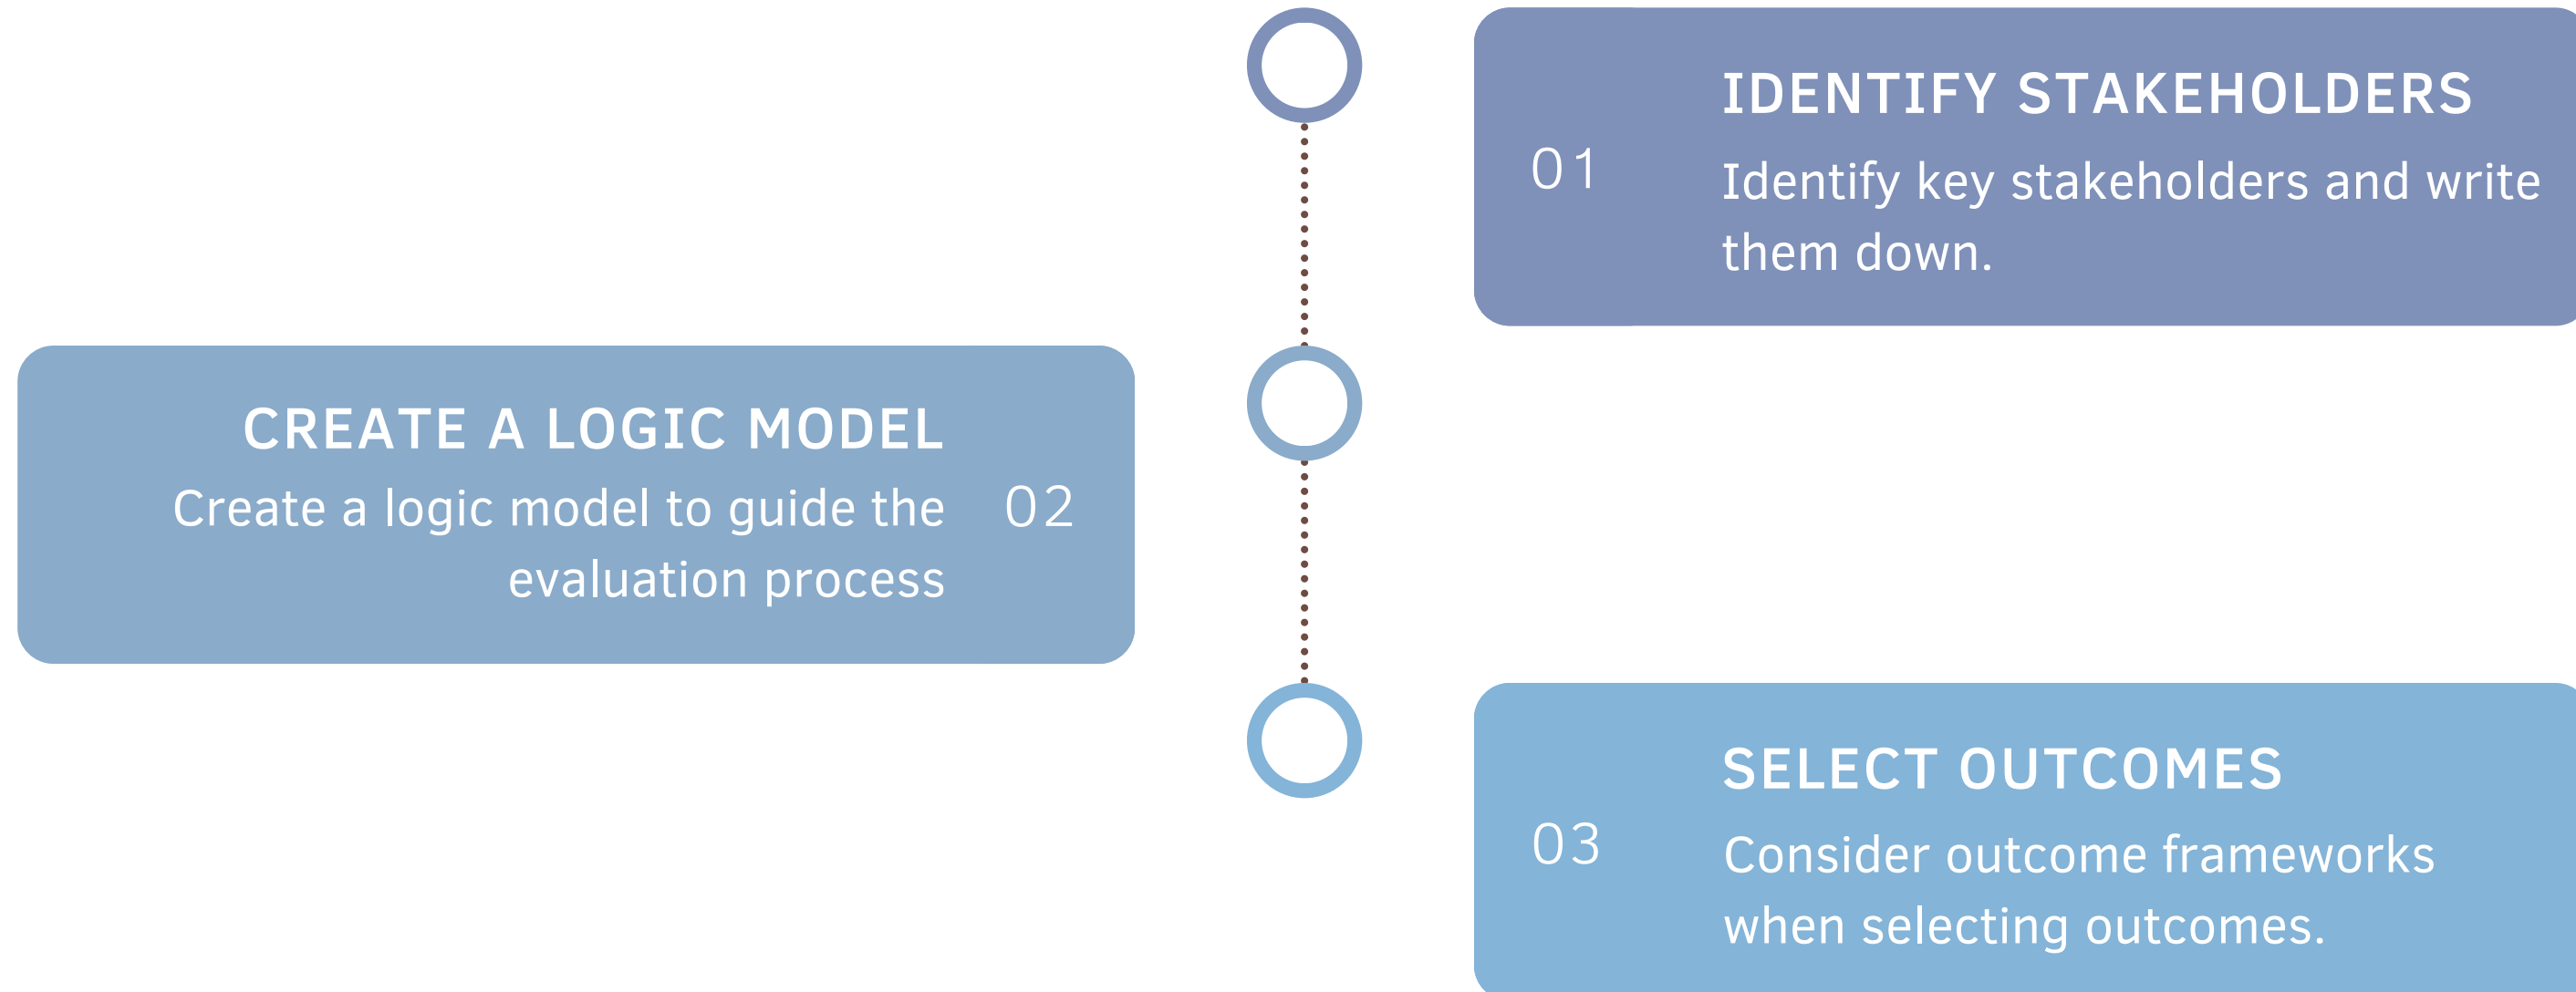 IDENTIFY STAKEHOLDERS
01
Identify key stakeholders and write
them down.
CREATE A LOGIC MODEL
Create a logic model to guide the
02
evaluation process
SELECT OUTCOMES
03
Consider outcome frameworks
when selecting outcomes.